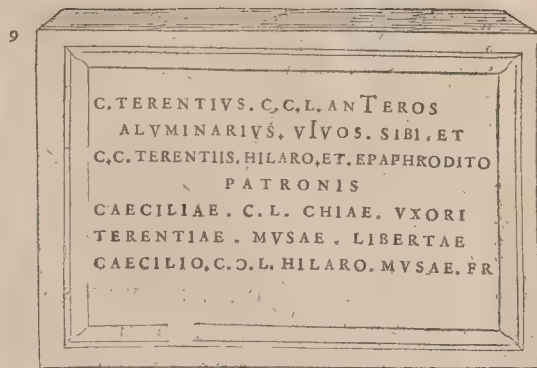 9
C. TERENTIVS. C. C. L. ANTEROS
ALVMINARIVS. VIVOS. SIBI. ET
C. C. TERENTIIS. HILARO. ET. EPAPHRODITO
PATRONIS
CAECILIAE. C. L. CHIAE. VXORI
TERENTIAE. MVSAE. LIBERTAE
CAECILIO. C. Ɔ. L. HILARO. MVSAE. FR